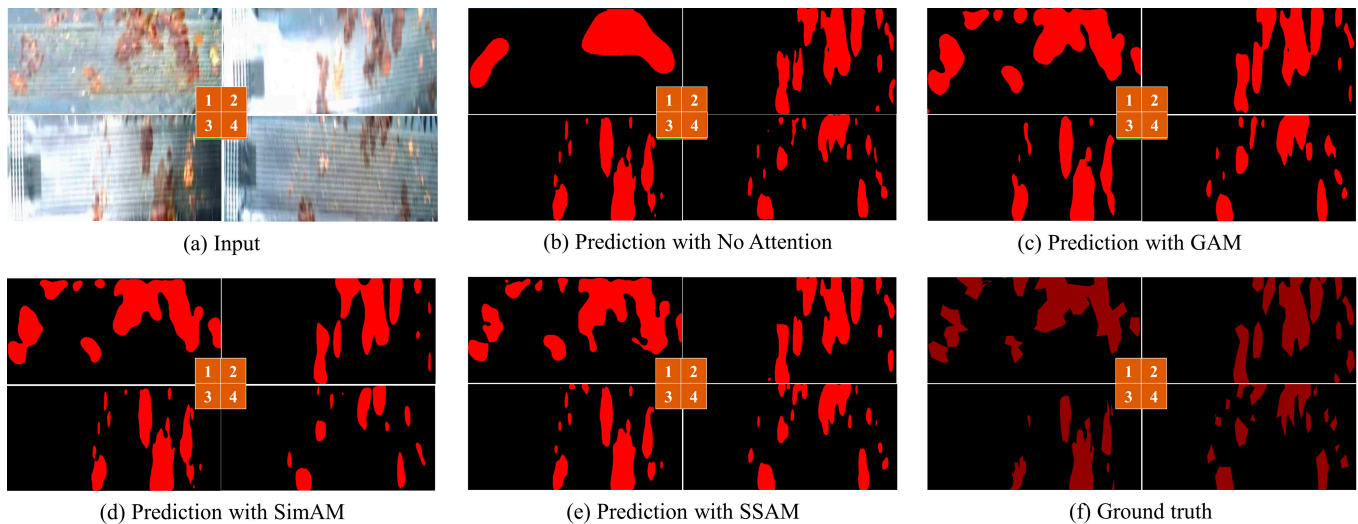 1 2
3 4
1 2
3 4
1 2
3 4
(a) Input
(b) Prediction with No Attention
(c) Prediction with GAM
1 2
3 4
1 2
3 4
1 2
3 4
(d) Prediction with SimAM
(e) Prediction with SSAM
(f) Ground truth